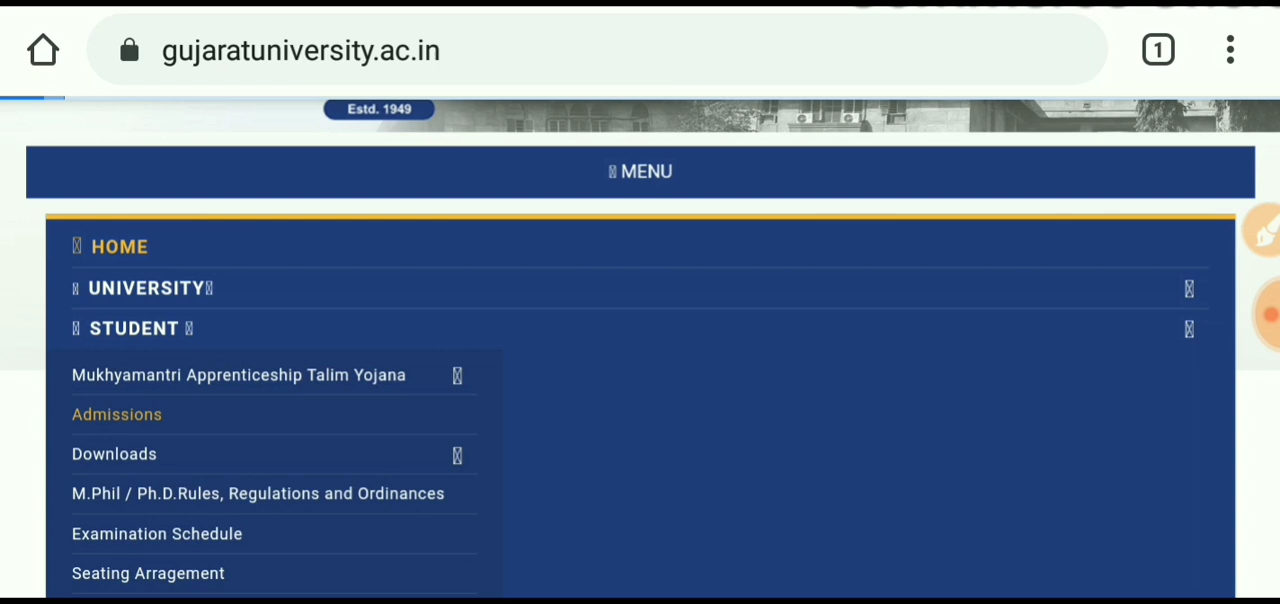 gujaratuniversity.ac.in
1
Estd. 1949
MENU
HOME
UNIVERSITY
STUDENT
Mukhyamantri Apprenticeship Talim Yojana
Admissions
Downloads
M.Phil / Ph.D.Rules, Regulations and Ordinances
Examination Schedule
Seating Arragement